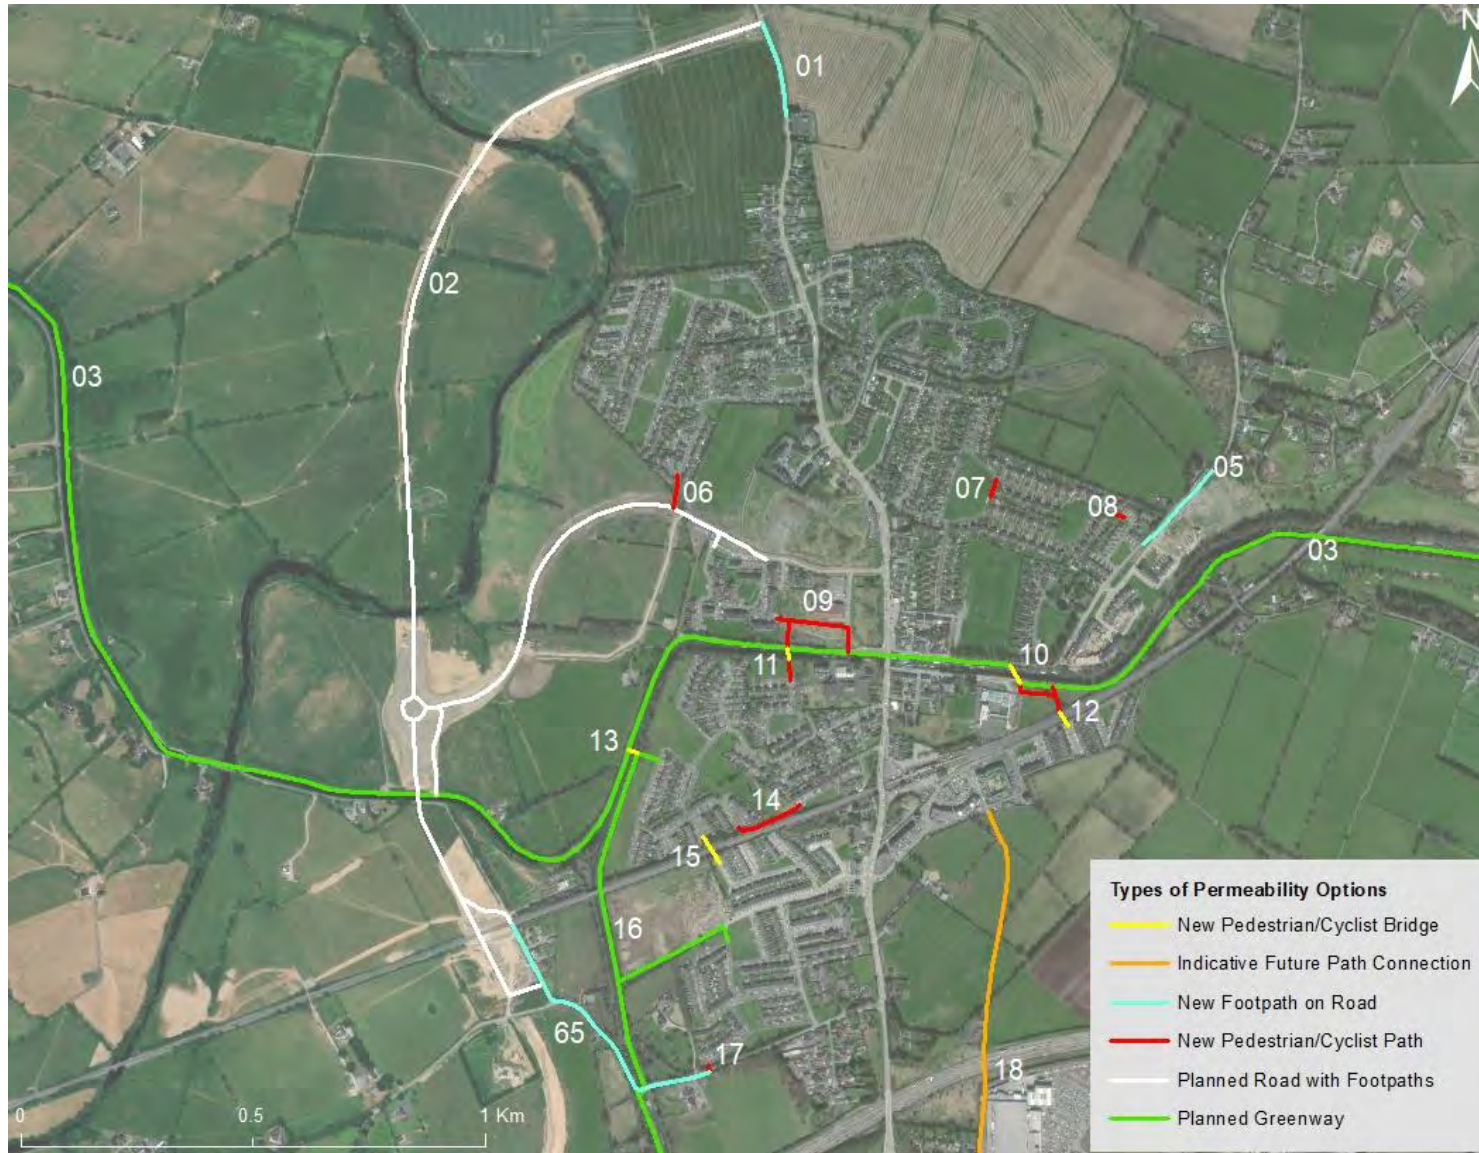 N
01
02
03
05
06
07
08
03
09
10
11
12
13
14
15
16
65
17
18
0 0.5 1 Km
Types of Permeability Options
New Pedestrian/Cyclist Bridge
Indicative Future Path Connection
New Footpath on Road
New Pedestrian/Cyclist Path
Planned Road with Footpaths
Planned Greenway